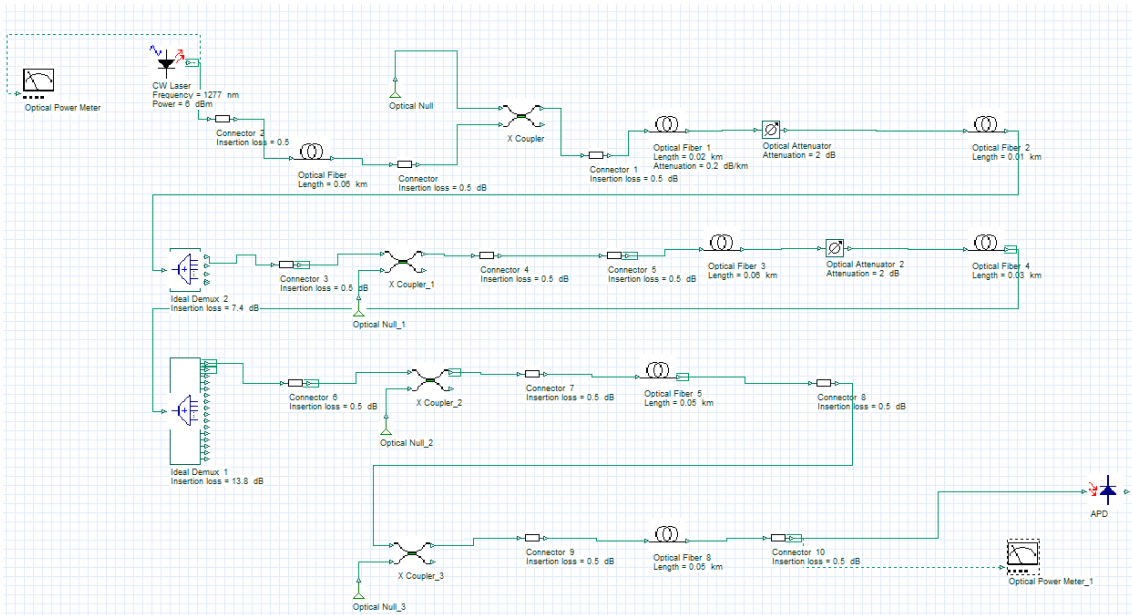 Optical Power Meter
CW Laser
Frequency = 1277 nm
Power = 6 dBm
Connector 2
Insertion loss = 0.5
Optical Fiber
Length = 0.06 km
Optical Null
Connector
Insertion loss = 0.5 dB
X Coupler
Connector 1
Insertion loss = 0.5 dB
Optical Fiber 1
Length = 0.02 km
Attenuation = 0.2 dB/km
Optical Attenuator
Attenuation = 2 dB
Optical Fiber 2
Length = 0.01 km
Ideal Demux 2
Insertion loss = 7.4 dB
Connector 3
Insertion loss = 0.5 dB
X Coupler_1
Optical Null_1
Connector 4
Insertion loss = 0.5 dB
Connector 5
Insertion loss = 0.5 dB
Optical Fiber 3
Length = 0.06 km
Optical Attenuator 2
Attenuation = 2 dB
Optical Fiber 4
Length = 0.03 km
Ideal Demux 1
Insertion loss = 13.8 dB
Connector 6
Insertion loss = 0.5 dB
X Coupler_2
Optical Null_2
Connector 7
Insertion loss = 0.5 dB
Optical Fiber 5
Length = 0.05 km
Connector 8
Insertion loss = 0.5 dB
X Coupler_3
Optical Null_3
Connector 9
Insertion loss = 0.5 dB
Optical Fiber 8
Length = 0.05 km
Connector 10
Insertion loss = 0.5 dB
APD
Optical Power Meter_1